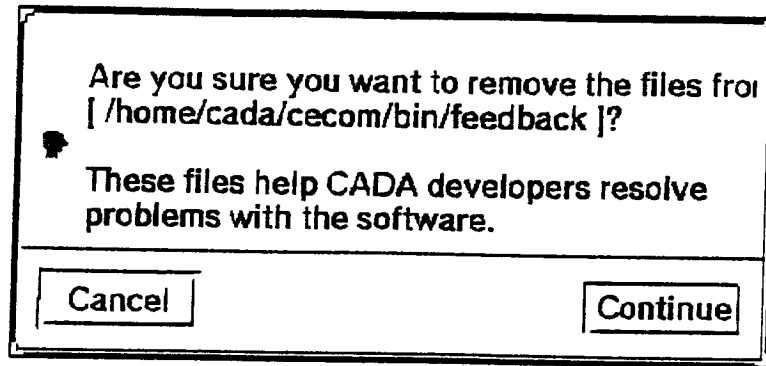 Are you sure you want to remove the files
[ /home/cada/cecom/bin/feedback ]?
These files help CADA developers resolve
problems with the software.
Cancel
Continue